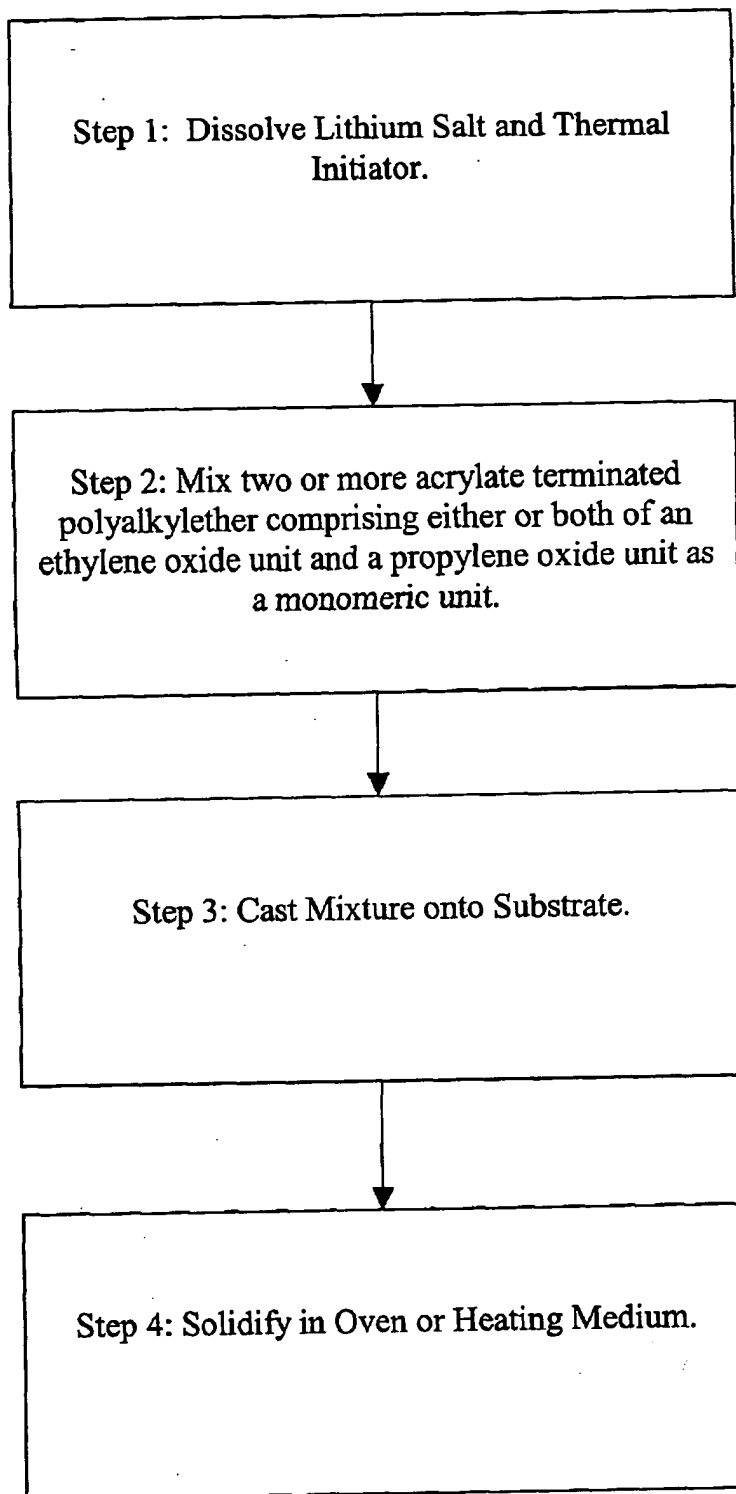 Step 1: Dissolve Lithium Salt and Thermal
Initiator.
Step 2: Mix two or more acrylate terminated
polyalkylether comprising either or both of an
ethylene oxide unit and a propylene oxide unit as
a monomeric unit.
Step 3: Cast Mixture onto Substrate.
Step 4: Solidify in Oven or Heating Medium.